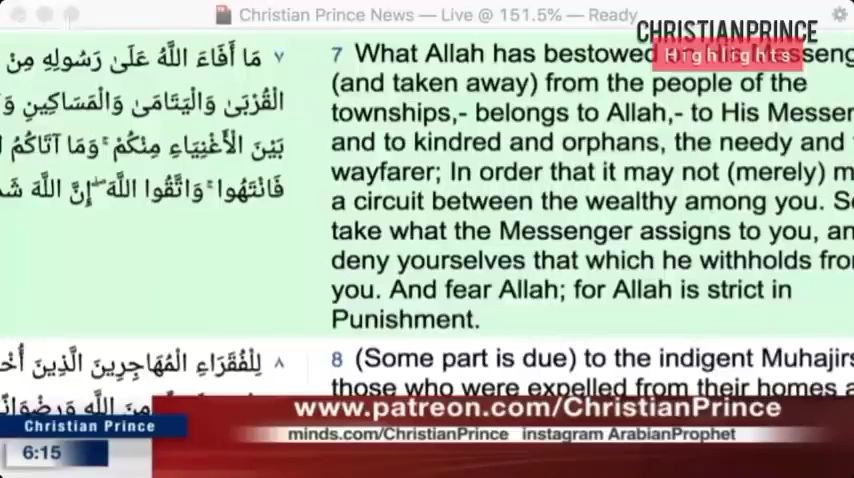 Christian Prince News — Live @ 151.5% — Ready
CHRISTIANPRINCE
Highlights
٧ مَا أَفَاءَ اللَّهُ عَلَىٰ رَسُولِهِ مِنْ
الْقُرْبَىٰ وَالْيَتَامَىٰ وَالْمَسَاكِينِ
بَيْنَ الْأَغْنِيَاءِ مِنْكُمْ ۚ وَمَا آتَاكُمُ
فَانْتَهُوا ۚ وَاتَّقُوا اللَّهَ ۖ إِنَّ اللَّهَ
7 What Allah has bestowed
(and taken away) from the people of the
townships,- belongs to Allah,- to His Messen
and to kindred and orphans, the needy and
wayfarer; In order that it may not (merely) m
a circuit between the wealthy among you. S
take what the Messenger assigns to you, an
deny yourselves that which he withholds fro
you. And fear Allah; for Allah is strict in
Punishment.
٨ لِلْفُقَرَاءِ الْمُهَاجِرِينَ الَّذِينَ
مِنَ اللَّهِ وَرِضْوَانًا
8 (Some part is due) to the indigent Muhajirs
those who were expelled from their homes
www.patreon.com/ChristianPrince
Christian Prince
minds.com/ChristianPrince instagram ArabianProphet
6:15